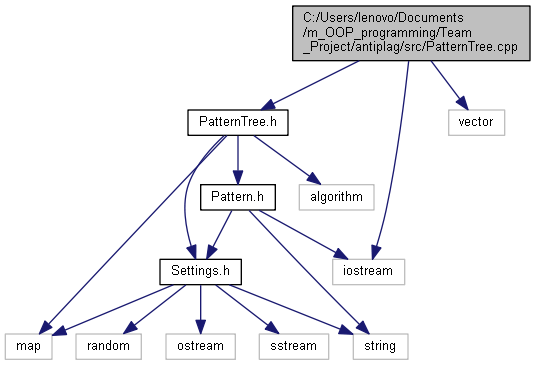 C:/Users/lenovo/Documents
/m_OOP_programming/Team
_Project/antiplag/src/PatternTree.cpp
PatternTree.h
vector
Pattern.h
algorithm
Settings.h
iostream
map
random
ostream
sstream
string